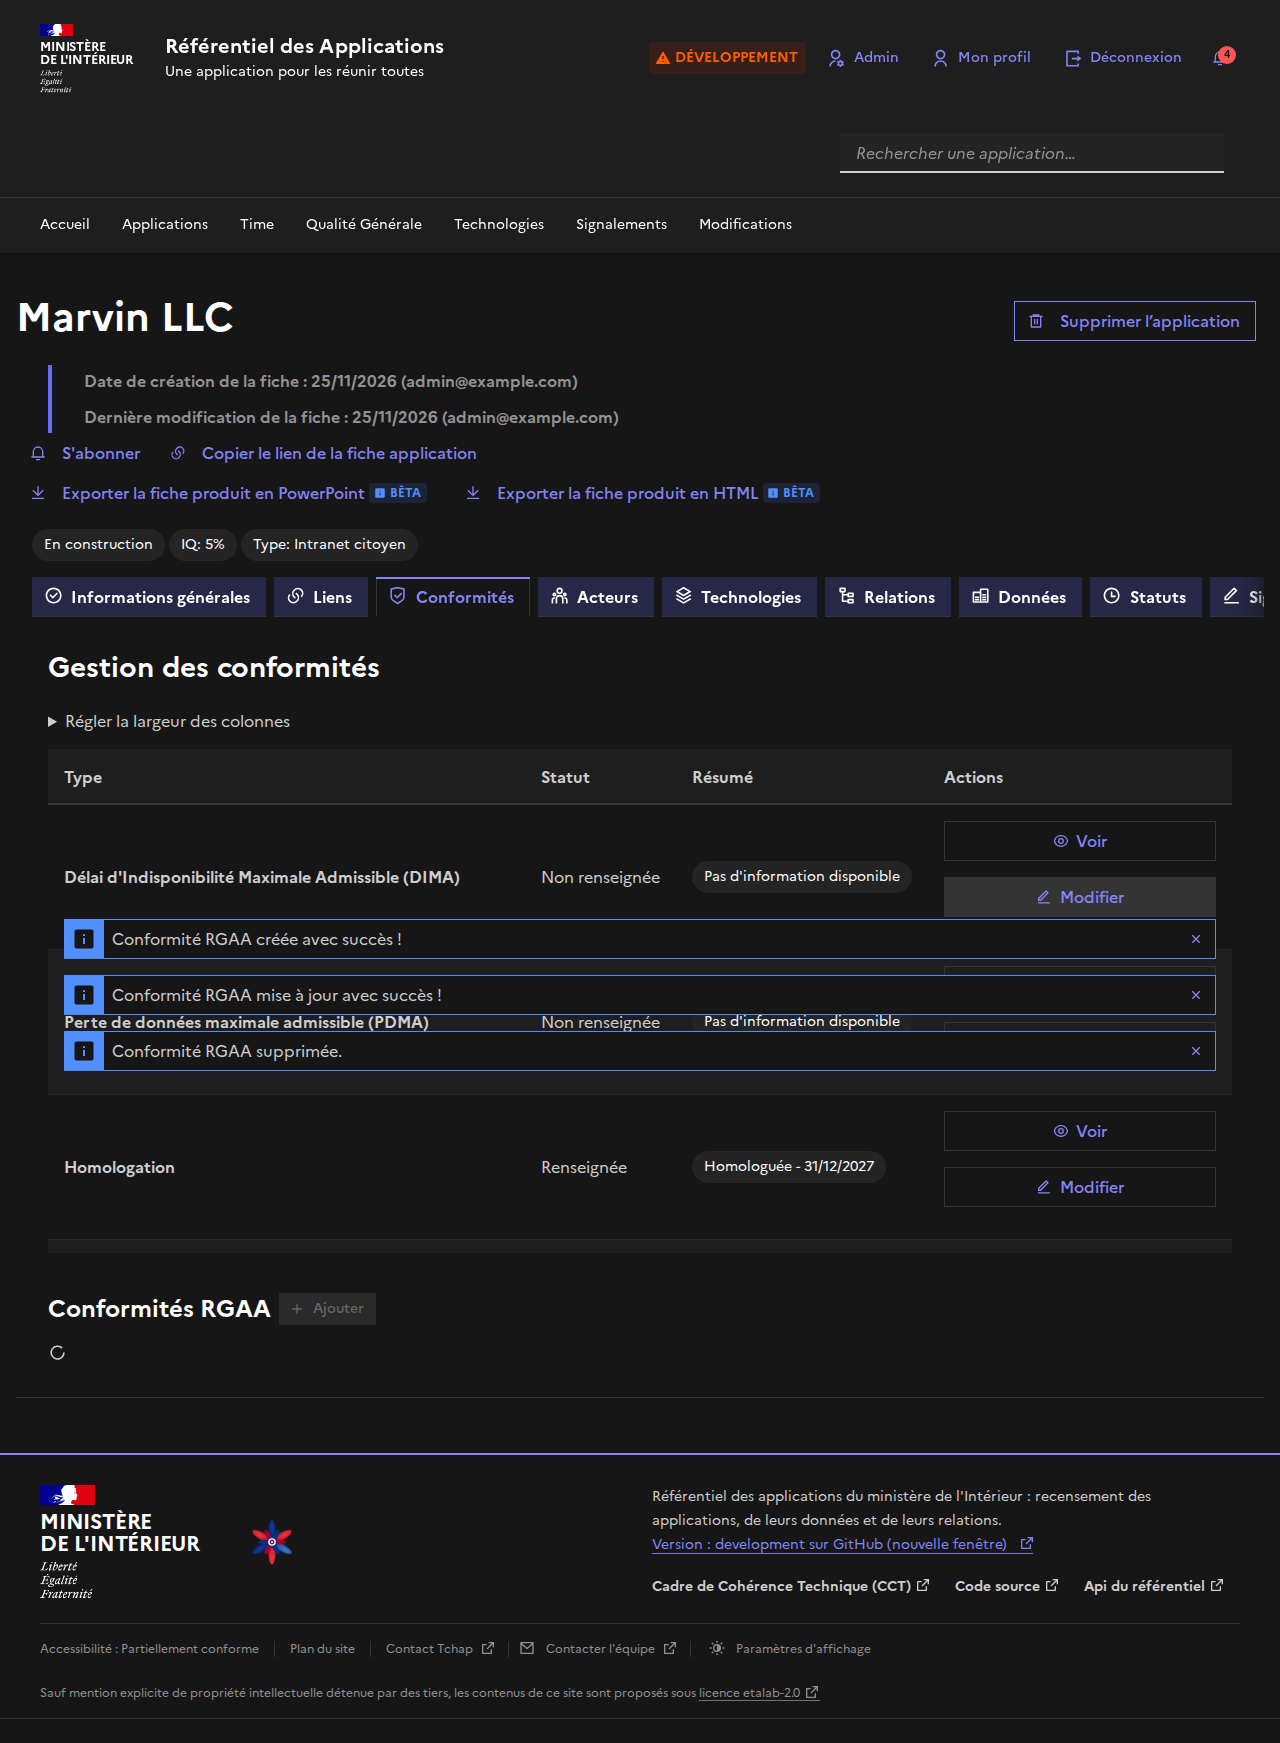 MINISTÈRE
DE L'INTÉRIEUR
Liberté
Égalité
Fraternité
Référentiel des Applications
Une application pour les réunir toutes
DÉVELOPPEMENT
Admin
Mon profil
Déconnexion
4
Rechercher une application…
Accueil
Applications
Time
Qualité Générale
Technologies
Signalements
Modifications
Marvin LLC
Supprimer l’application
Date de création de la fiche : 25/11/2026 (admin@example.com)
Dernière modification de la fiche : 25/11/2026 (admin@example.com)
S'abonner
Copier le lien de la fiche application
Exporter la fiche produit en PowerPoint BÊTA
Exporter la fiche produit en HTML BÊTA
En construction
IQ: 5%
Type: Intranet citoyen
Informations générales
Liens
Conformités
Acteurs
Technologies
Relations
Données
Statuts
Gestion des conformités
Régler la largeur des colonnes
Type
Statut
Résumé
Actions
Délai d'Indisponibilité Maximale Admissible (DIMA)
Non renseignée
Pas d'information disponible
Voir
Modifier
Conformité RGAA créée avec succès !
Conformité RGAA mise à jour avec succès !
Perte de données maximale admissible (PDMA)
Non renseignée
Pas d'information disponible
Conformité RGAA supprimée.
Homologation
Renseignée
Homologuée - 31/12/2027
Voir
Modifier
Conformités RGAA
Ajouter
MINISTÈRE
DE L'INTÉRIEUR
Liberté
Égalité
Fraternité
Référentiel des applications du ministère de l'Intérieur : recensement des
applications, de leurs données et de leurs relations.
Version : development sur GitHub (nouvelle fenêtre)
Cadre de Cohérence Technique (CCT)
Code source
Api du référentiel
Accessibilité : Partiellement conforme
Plan du site
Contact Tchap
Contacter l'équipe
Paramètres d'affichage
Sauf mention explicite de propriété intellectuelle détenue par des tiers, les contenus de ce site sont proposés sous licence etalab-2.0